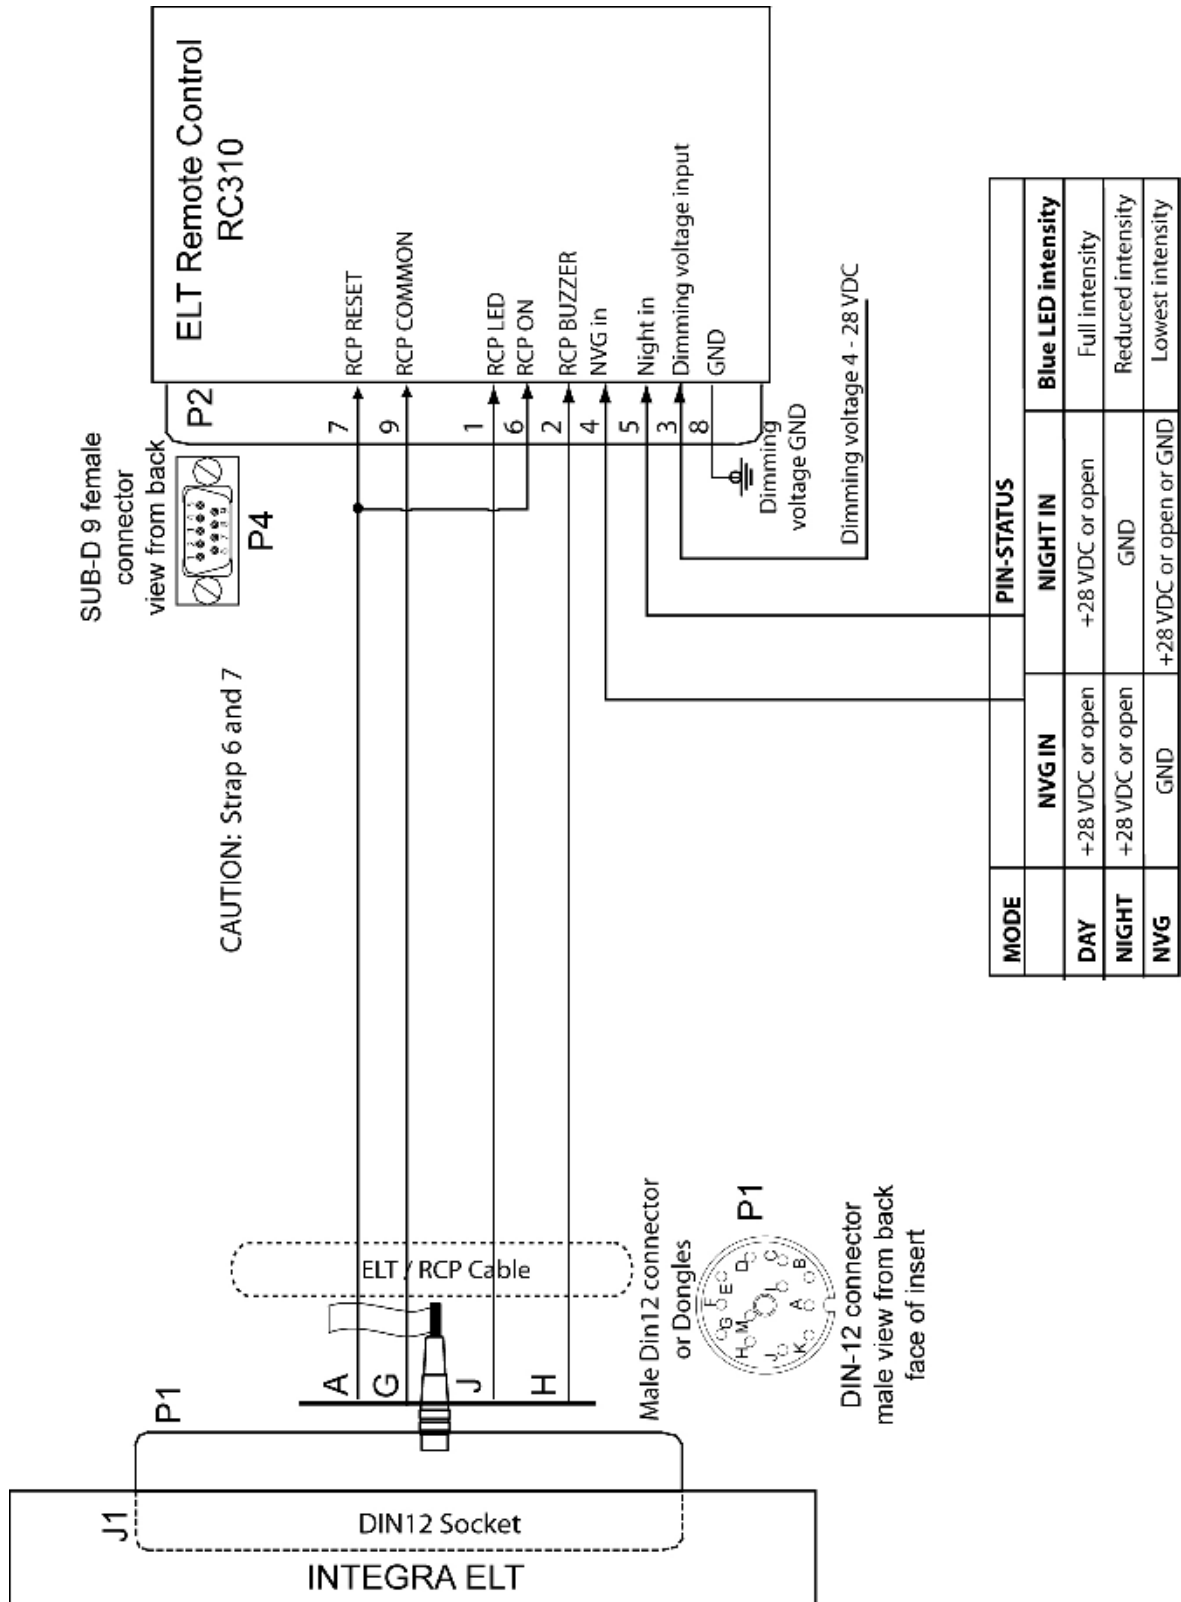 SUB-D 9 female
connector
view from back
P4
P2
ELT Remote Control
RC310
CAUTION: Strap 6 and 7
P1
A
G
J
H
ELT / RCP Cable
7
9
1
6
2
4
5
3
8
RCP RESET
RCP COMMON
RCP LED
RCP ON
RCP BUZZER
NVG in
Night in
Dimming voltage input
GND
Dimming
voltage GND
Dimming voltage 4 - 28 VDC
J1
DIN12 Socket
INTEGRA ELT
Male Din12 connector
or Dongles
P1
A
B
C
D
E
F
G
H
J
K
L
M
DIN-12 connector
male view from back
face of insert
MODE PIN-STATUS
NVG IN NIGHT IN Blue LED intensity
DAY +28 VDC or open +28 VDC or open Full intensity
NIGHT +28 VDC or open GND Reduced intensity
NVG GND +28 VDC or open or GND Lowest intensity